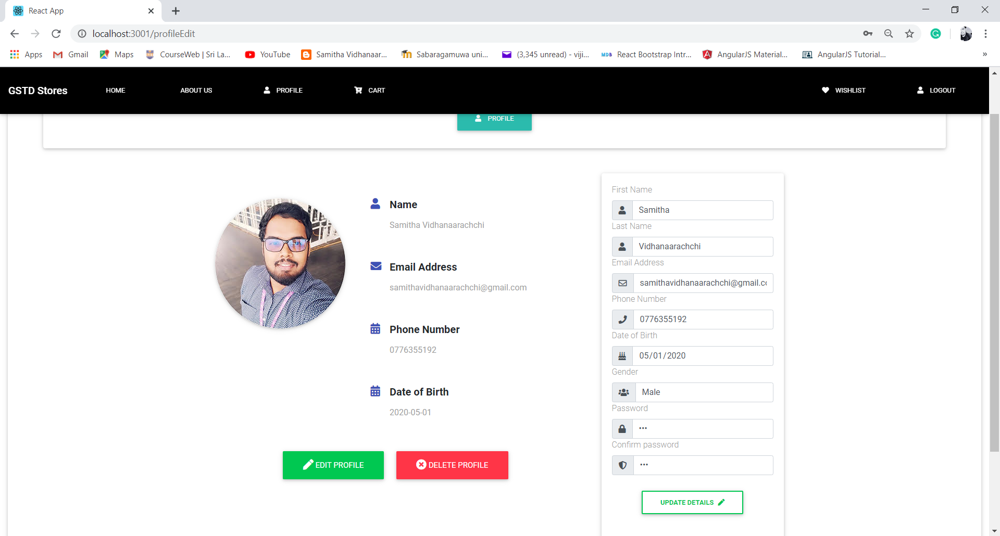 React App
localhost:3001/profileEdit
Apps Gmail Maps CourseWeb | Sri La... YouTube Samitha Vidhanaar... Sabaragamuwa uni... (3,345 unread) - viji... MDB React Bootstrap Intr... AngularJS Material... AngularJS Tutorial... »
GSTD Stores HOME ABOUT US PROFILE CART WISHLIST LOGOUT
PROFILE
Name
Samitha Vidhanaarachchi
Email Address
samithavidhanaarachchi@gmail.com
Phone Number
0776355192
Date of Birth
2020-05-01
EDIT PROFILE DELETE PROFILE
First Name
Samitha
Last Name
Vidhanaarachchi
Email Address
samithavidhanaarachchi@gmail.co
Phone Number
0776355192
Date of Birth
05/01/2020
Gender
Male
Password
•••
Confirm password
•••
UPDATE DETAILS